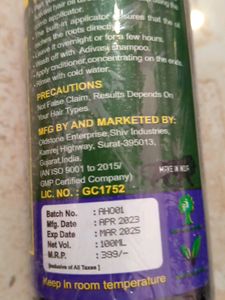 hair oil
with applicator.
The built-in applicator ensures that the oil
reaches the roots directly.
Leave it overnight or for a few hours.
Wash off with Adivasi shampoo.
Apply cnditioner,concentrating on the ends.
Rinse with cold water.
PRECAUTIONS
Not False Claim, Results Depends On
Your Hair Types.
MFG BY AND MARKETED BY:
Oldstone Enterprise, Shiv Industries,
Kamrej Highway, Surat-395013,
Gujarat,India.
(AN ISO 9001 to 2015/
GMP Certified Company)
LIC. NO. : GC1752
MAKE IN INDIA
Batch No. : AH001
Mfg. Date : APR 2023
Exp Date : MAR 2025
Net Vol. : 100ML
M.R.P. : 399/-
(Inclusive of All Taxes)
Keep in room temperature